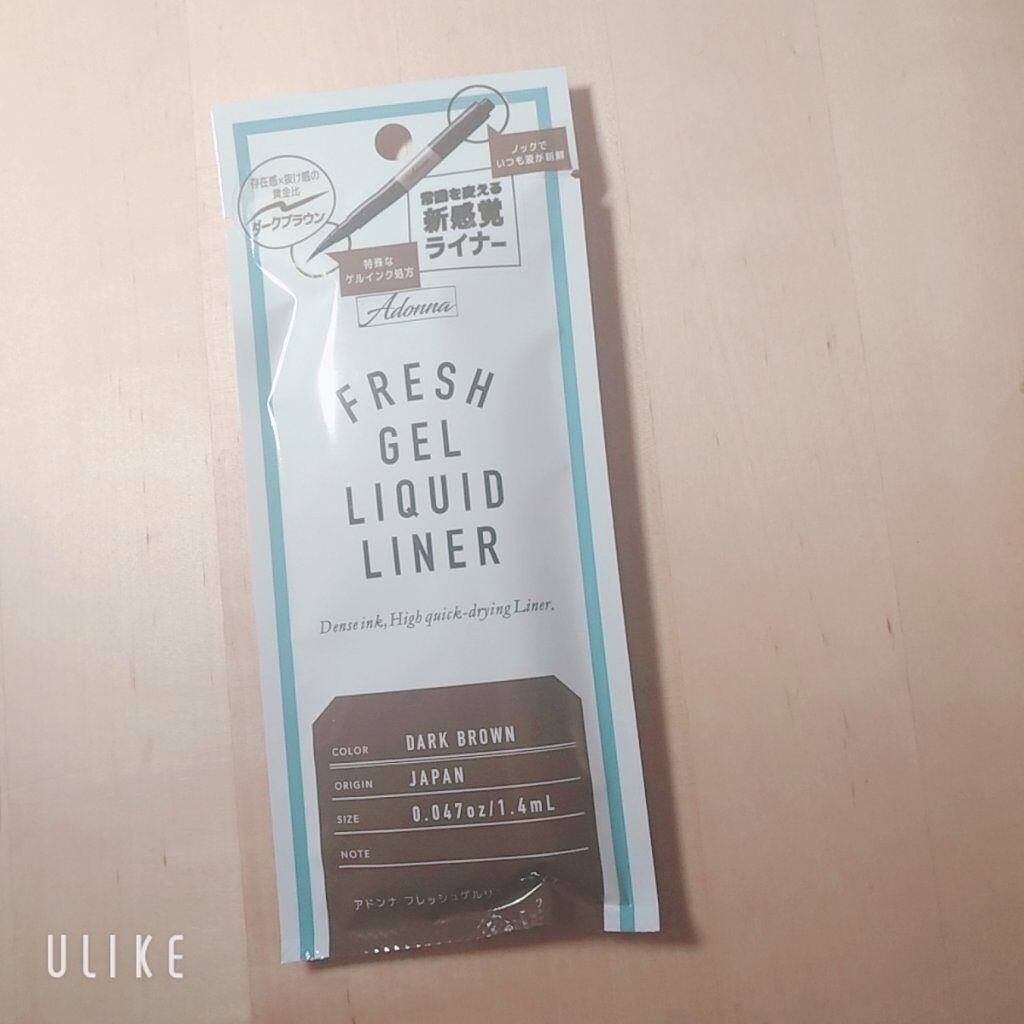 ノックで
いつも液が新鮮
存在感×抜け感の
黄金比
ダークブラウン
常識を変える
新感覚
ライナー
特殊な
ゲルインク処方
Adonna
FRESH
GEL
LIQUID
LINER
Dense ink, High quick-drying Liner.
COLOR DARK BROWN
ORIGIN JAPAN
SIZE 0.047oz/1.4mL
NOTE
アドンナ フレッシュゲルリ
ULIKE